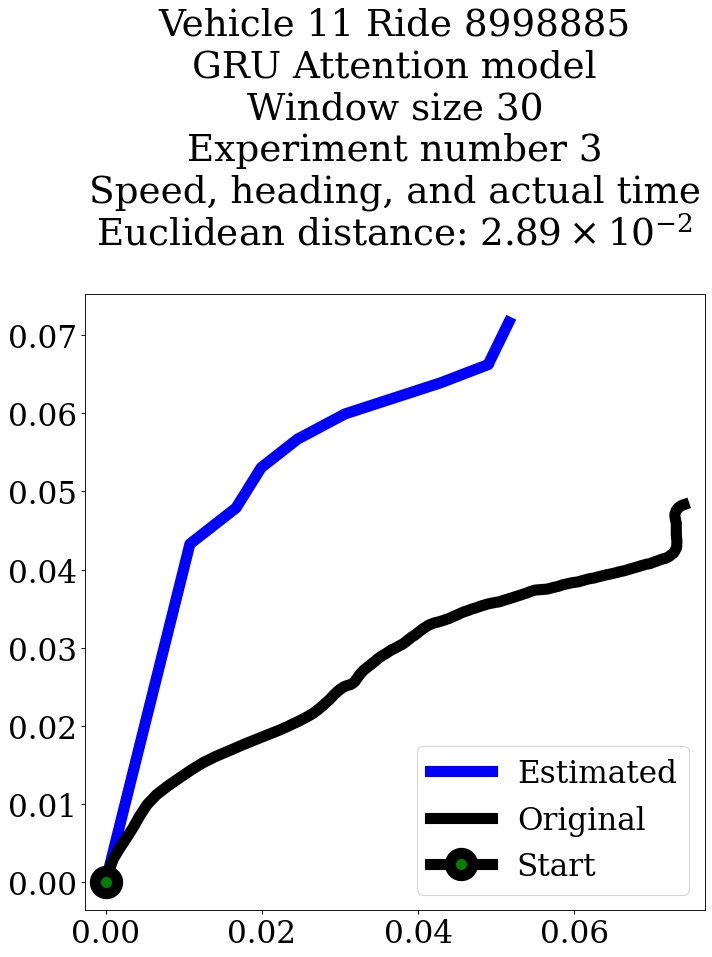 Vehicle 11 Ride 8998885
GRU Attention model
Window size 30
Experiment number 3
Speed, heading, and actual time
Euclidean distance: 2.89 × 10⁻²
0.07
0.06
0.05
0.04
0.03
0.02
0.01
0.00
Estimated
Original
Start
0.00 0.02 0.04 0.06